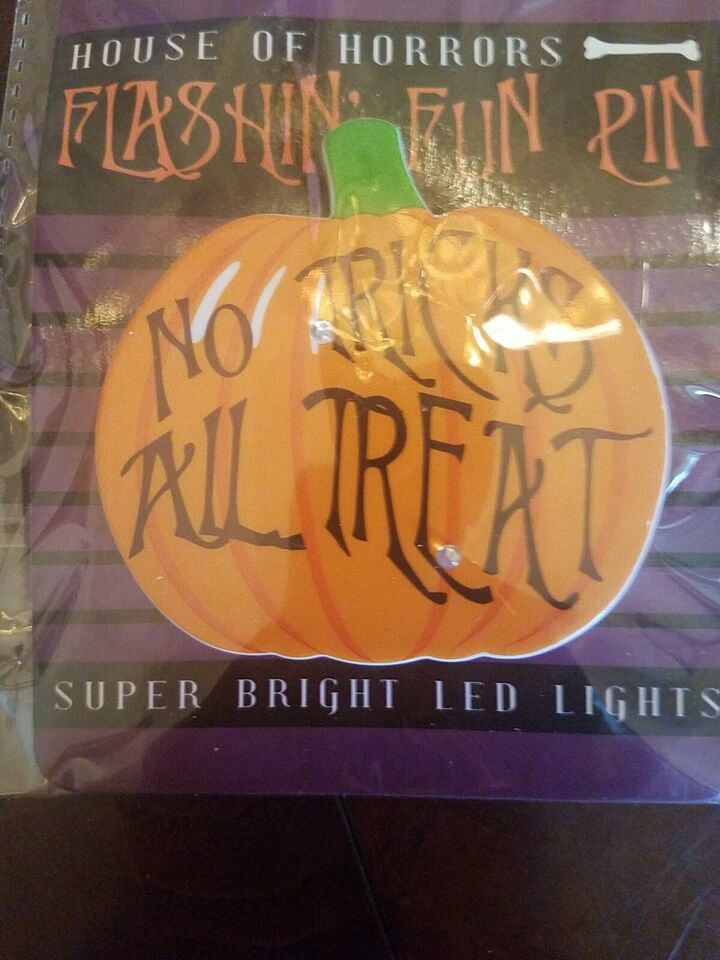 HOUSE OF HORRORS
FLASHIN' FUN PIN
NO TRICKS
ALL TREAT
SUPER BRIGHT LED LIGHTS